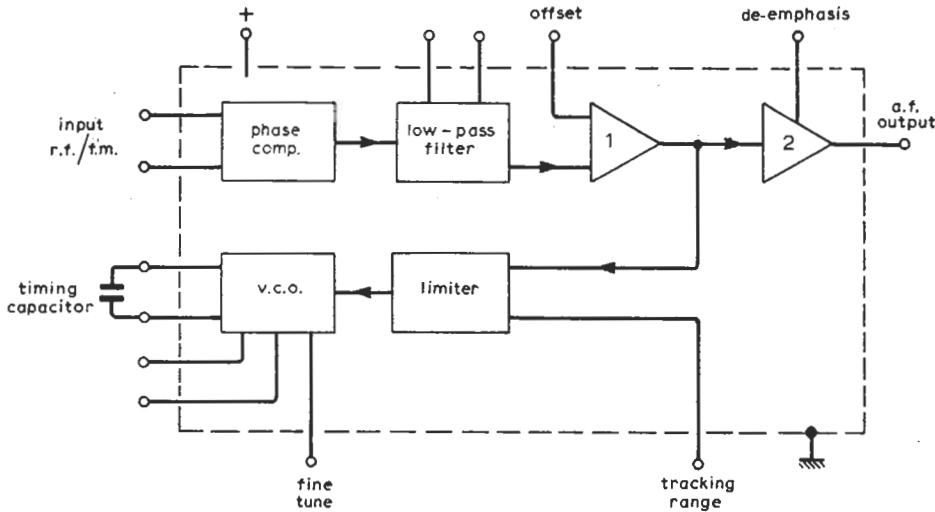 +
offset
de-emphasis
input
r.f./f.m.
phase
comp.
low-pass
filter
1
2
a.f.
output
timing
capacitor
v.c.o.
limiter
fine
tune
tracking
range